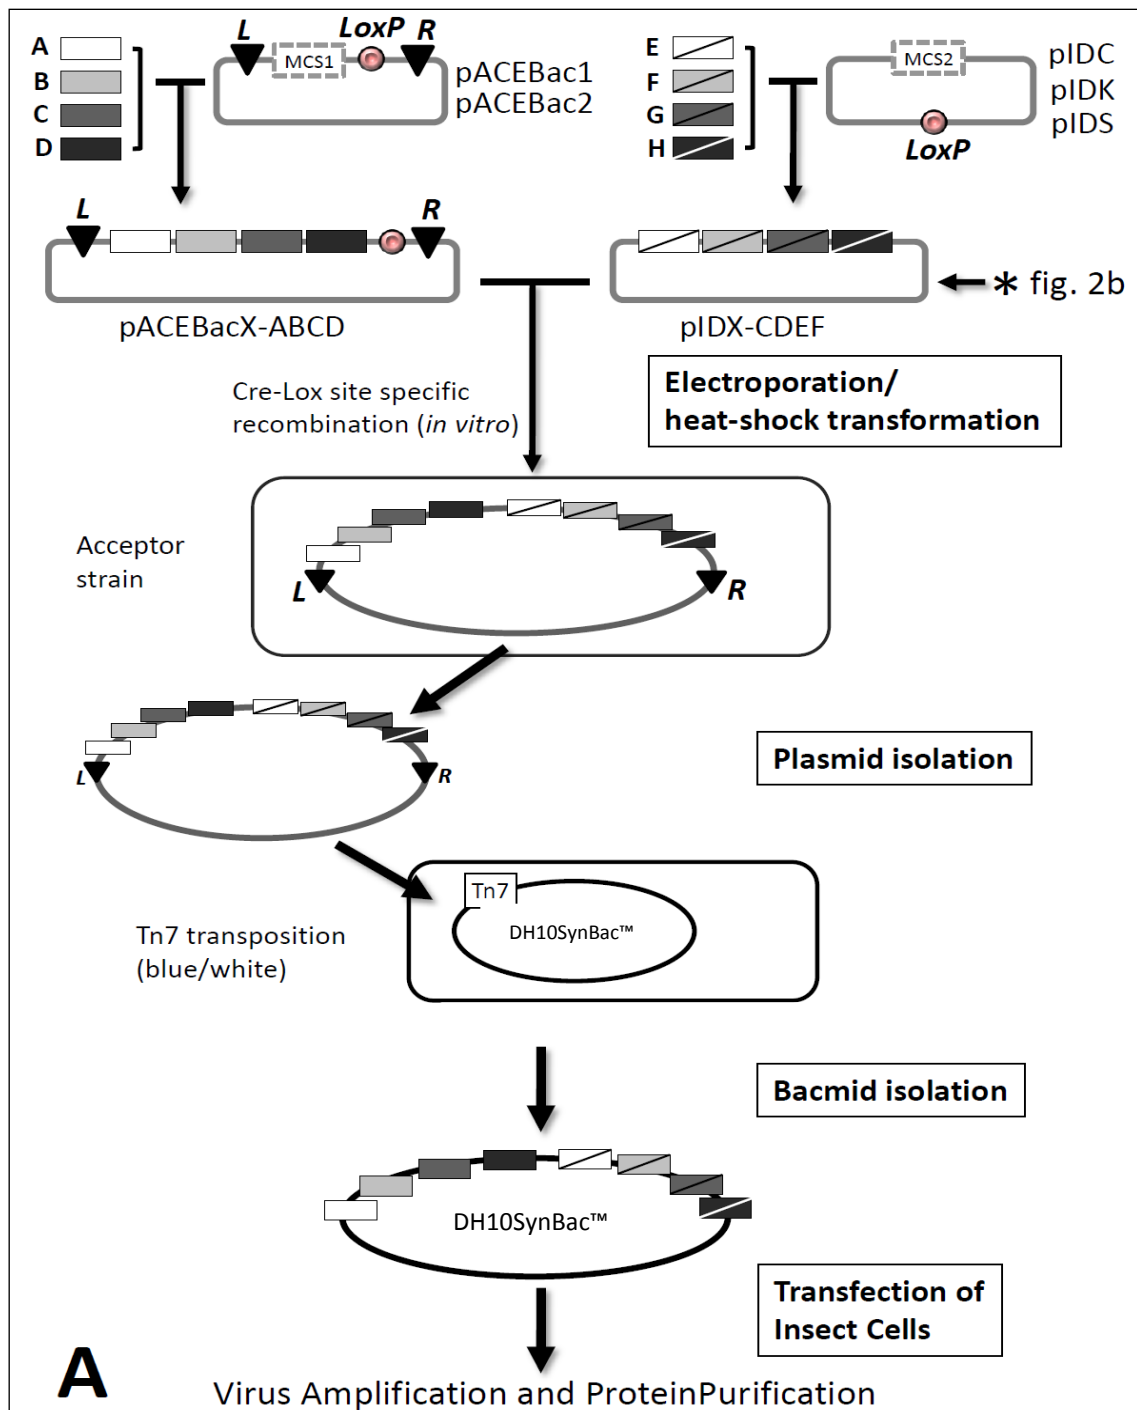 A
B
C
D
L
LoxP
R
MCS1
pACEBac1
pACEBac2
E
F
G
H
MCS2
LoxP
pIDC
pIDK
pIDS
L
R
pACEBacX-ABCD
pIDX-CDEF
* fig. 2b
Cre-Lox site specific
recombination (in vitro)
Electroporation/
heat-shock transformation
Acceptor
strain
L
R
L
R
Plasmid isolation
Tn7 transposition
(blue/white)
Tn7
DH10SynBac™
Bacmid isolation
DH10SynBac™
Transfection of
Insect Cells
A
Virus Amplification and ProteinPurification